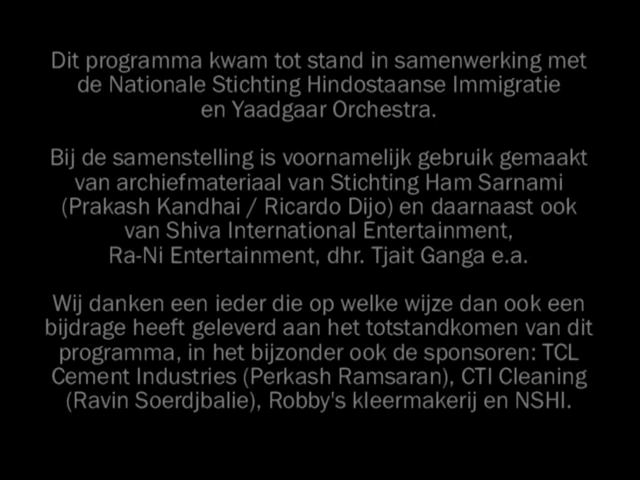 Dit programma kwam tot stand in samenwerking met
de Nationale Stichting Hindostaanse Immigratie
en Yaadgaar Orchestra.
Bij de samenstelling is voornamelijk gebruik gemaakt
van archiefmateriaal van Stichting Ham Sarnami
(Prakash Kandhai / Ricardo Dijo) en daarnaast ook
van Shiva International Entertainment,
Ra-Ni Entertainment, dhr. Tjait Ganga e.a.
Wij danken een ieder die op welke wijze dan ook een
bijdrage heeft geleverd aan het totstandkomen van dit
programma, in het bijzonder ook de sponsoren: TCL
Cement Industries (Perkash Ramsaran), CTI Cleaning
(Ravin Soerdjbalie), Robby's kleermakerij en NSHI.